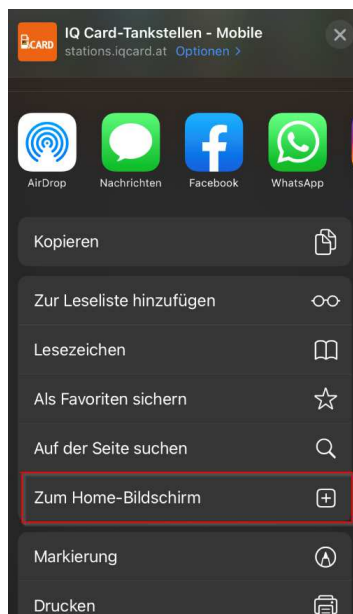 CARD
IQ Card-Tankstellen - Mobile
stations.iqcard.at Optionen >
AirDrop
Nachrichten
Facebook
WhatsApp
Kopieren
Zur Leseliste hinzufügen
Lesezeichen
Als Favoriten sichern
Auf der Seite suchen
Zum Home-Bildschirm
Markierung
Drucken